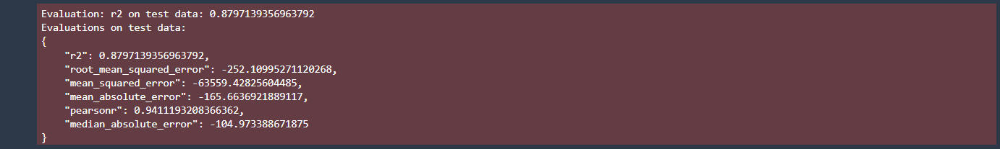 Evaluation: r2 on test data: 0.8797139356963792
Evaluations on test data:
{
    "r2": 0.8797139356963792,
    "root_mean_squared_error": -252.10995271120268,
    "mean_squared_error": -63559.42825604485,
    "mean_absolute_error": -165.6636921889117,
    "pearsonr": 0.9411193208366362,
    "median_absolute_error": -104.973388671875
}